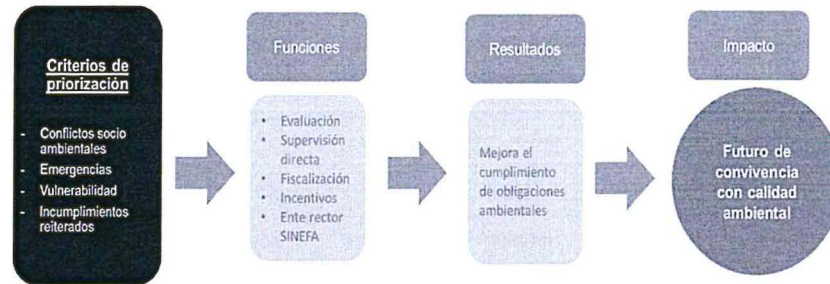 Criterios de
priorización
- Conflictos socio
ambientales
- Emergencias
- Vulnerabilidad
- Incumplimientos
reiterados
Funciones
• Evaluación
• Supervisión
directa
• Fiscalización
• Incentivos
• Ente rector
SINEFA
Resultados
Mejora el
cumplimiento
de obligaciones
ambientales
Impacto
Futuro de
convivencia
con calidad
ambiental